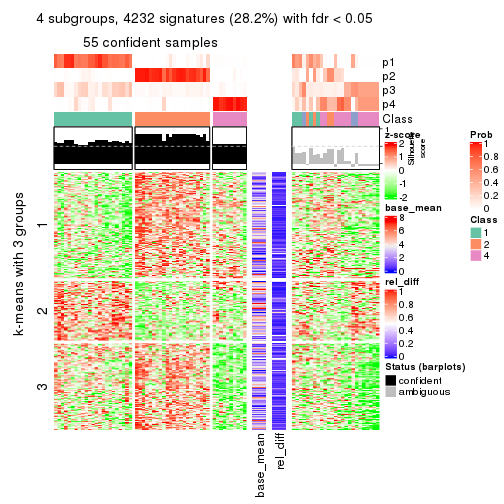 4 subgroups, 4232 signatures (28.2%) with fdr < 0.05
55 confident samples
p1
p2
p3
p4
Class
1
Silhouette
score
k-means with 3 groups
1
2
3
base_mean
rel_diff
z-score
2
1
0
-1
-2
base_mean
8
6
4
2
0
rel_diff
1
0.8
0.6
0.4
0.2
0
Status (barplots)
confident
ambiguous
Prob
1
0.8
0.6
0.4
0.2
0
Class
1
2
4